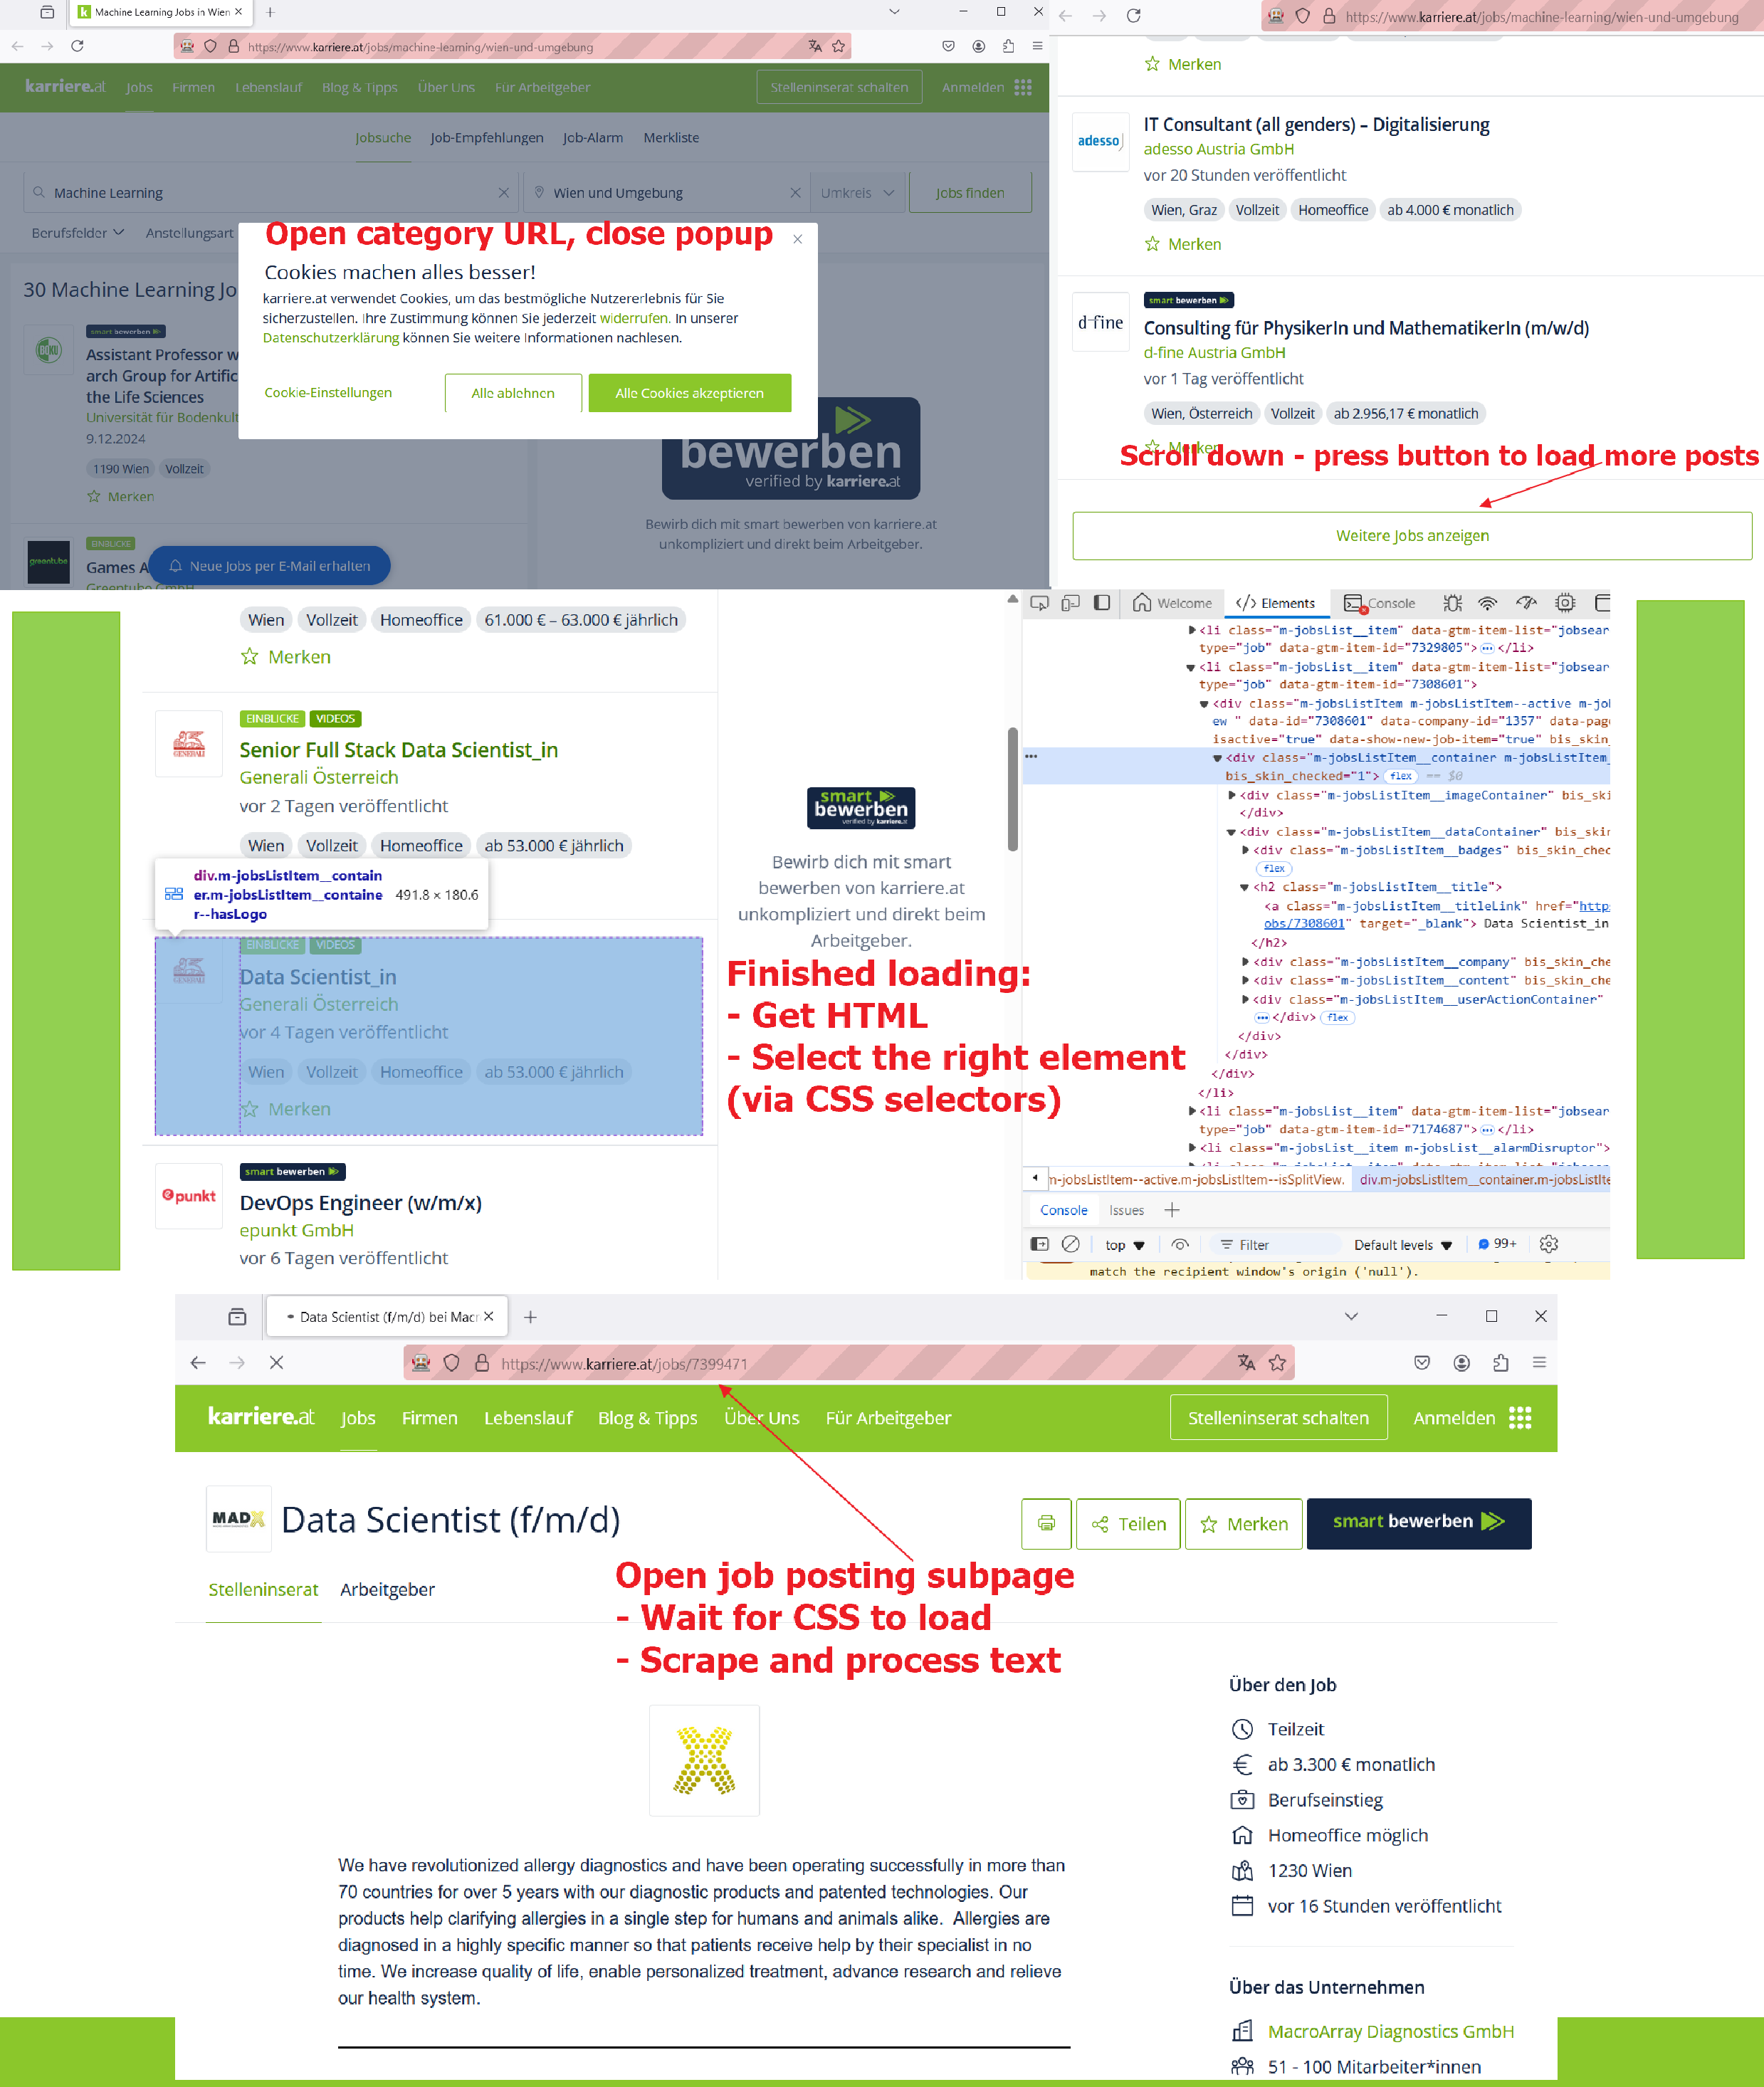 Machine Learning Jobs in Wien
https://www.karriere.at/jobs/machine-learning/wien-und-umgebung
karriere.at Jobs Firmen Lebenslauf Blog & Tipps Über Uns Für Arbeitgeber Stelleninserat schalten Anmelden
Jobsuche Job-Empfehlungen Job-Alarm Merkliste
Machine Learning Wien und Umgebung Umkreis Jobs finden
Berufsfelder Anstellungsart
Open category URL, close popup
Cookies machen alles besser!
karriere.at verwendet Cookies, um das bestmögliche Nutzererlebnis für Sie
sicherzustellen. Ihre Zustimmung können Sie jederzeit widerrufen. In unserer
Datenschutzerklärung können Sie weitere Informationen nachlesen.
Cookie-Einstellungen Alle ablehnen Alle Cookies akzeptieren
30 Machine Learning Jo
smart bewerben
Assistant Professor w
arch Group for Artific
the Life Sciences
Universität für Bodenkult
9.12.2024
1190 Wien Vollzeit
Merken
EINBLICKE
greentube
Games A
Greentube GmbH
Neue Jobs per E-Mail erhalten
bewerben
verified by karriere.at
Bewirb dich mit smart bewerben von karriere.at
unkompliziert und direkt beim Arbeitgeber.
https://www.karriere.at/jobs/machine-learning/wien-und-umgebung
Merken
adesso
IT Consultant (all genders) – Digitalisierung
adesso Austria GmbH
vor 20 Stunden veröffentlicht
Wien, Graz Vollzeit Homeoffice ab 4.000 € monatlich
Merken
smart bewerben
d-fine
Consulting für PhysikerIn und MathematikerIn (m/w/d)
d-fine Austria GmbH
vor 1 Tag veröffentlicht
Wien, Österreich Vollzeit ab 2.956,17 € monatlich
Merken
Scroll down - press button to load more posts
Weitere Jobs anzeigen
Wien Vollzeit Homeoffice 61.000 € – 63.000 € jährlich
Merken
EINBLICKE VIDEOS
GENERALI
Senior Full Stack Data Scientist_in
Generali Österreich
vor 2 Tagen veröffentlicht
Wien Vollzeit Homeoffice ab 53.000 € jährlich
div.m-jobsListItem__contain
er.m-jobsListItem__containe 491.8 × 180.6
r--hasLogo
EINBLICKE VIDEOS
GENERALI
Data Scientist_in
Generali Österreich
vor 4 Tagen veröffentlicht
Wien Vollzeit Homeoffice ab 53.000 € jährlich
Merken
smart bewerben
epunkt
DevOps Engineer (w/m/x)
epunkt GmbH
vor 6 Tagen veröffentlicht
smart
bewerben
verified by karriere.at
Bewirb dich mit smart
bewerben von karriere.at
unkompliziert und direkt beim
Arbeitgeber.
Finished loading:
- Get HTML
- Select the right element
(via CSS selectors)
Welcome </> Elements Console
<li class="m-jobsList__item" data-gtm-item-list="jobsear
type="job" data-gtm-item-id="7329805"> ... </li>
<li class="m-jobsList__item" data-gtm-item-list="jobsear
type="job" data-gtm-item-id="7308601">
<div class="m-jobsListItem m-jobsListItem--active m-jo
ew " data-id="7308601" data-company-id="1357" data-pag
isactive="true" data-show-new-job-item="true" bis_skin_
<div class="m-jobsListItem__container m-jobsListItem_
bis_skin_checked="1"> flex == $0
<div class="m-jobsListItem__imageContainer" bis_ski
</div>
<div class="m-jobsListItem__dataContainer" bis_skin
<div class="m-jobsListItem__badges" bis_skin_chec
flex
<h2 class="m-jobsListItem__title">
<a class="m-jobsListItem__titleLink" href="http
obs/7308601" target="_blank"> Data Scientist_in
</h2>
<div class="m-jobsListItem__company" bis_skin_che
<div class="m-jobsListItem__content" bis_skin_che
<div class="m-jobsListItem__userActionContainer"
... </div> flex
</div>
</div>
</div>
</li>
<li class="m-jobsList__item" data-gtm-item-list="jobsear
type="job" data-gtm-item-id="7174687"> ... </li>
<li class="m-jobsList__item m-jobsList__alarmDisruptor">
m-jobsListItem--active.m-jobsListItem--isSplitView. div.m-jobsListItem__container.m-jobsListIte
Console Issues
top Filter Default levels 99+
match the recipient window's origin ('null').
Data Scientist (f/m/d) bei Macr
https://www.karriere.at/jobs/7399471
karriere.at Jobs Firmen Lebenslauf Blog & Tipps Über Uns Für Arbeitgeber Stelleninserat schalten Anmelden
MADX Data Scientist (f/m/d) Teilen Merken smart bewerben
Stelleninserat Arbeitgeber
Open job posting subpage
- Wait for CSS to load
- Scrape and process text
We have revolutionized allergy diagnostics and have been operating successfully in more than
70 countries for over 5 years with our diagnostic products and patented technologies. Our
products help clarifying allergies in a single step for humans and animals alike. Allergies are
diagnosed in a highly specific manner so that patients receive help by their specialist in no
time. We increase quality of life, enable personalized treatment, advance research and relieve
our health system.
Über den Job
Teilzeit
ab 3.300 € monatlich
Berufseinstieg
Homeoffice möglich
1230 Wien
vor 16 Stunden veröffentlicht
Über das Unternehmen
MacroArray Diagnostics GmbH
51 - 100 Mitarbeiter*innen